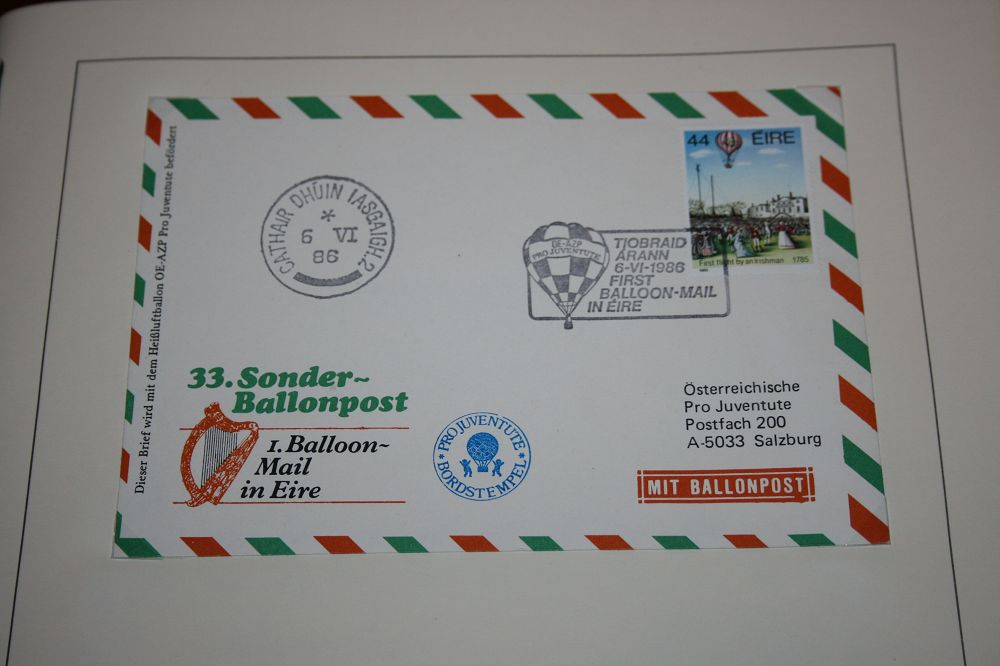 Dieser Brief wird mit dem Heißluftballon OE-AZP Pro Juventute befördert
CATHAIR DHÚIN IASGAIGH.2
*
6 VI
86
44 ÉIRE
First flight by an Irishman 1785
OE-AZP
PRO JUVENTUTE
TIOBRAID
ÁRANN
6-VI-1986
FIRST
BALLOON-MAIL
IN ÉIRE
33. Sonder~
Ballonpost
1. Balloon~
Mail
in Eire
* PRO JUVENTUTE *
BORDSTEMPEL
Österreichische
Pro Juventute
Postfach 200
A-5033 Salzburg
MIT BALLONPOST